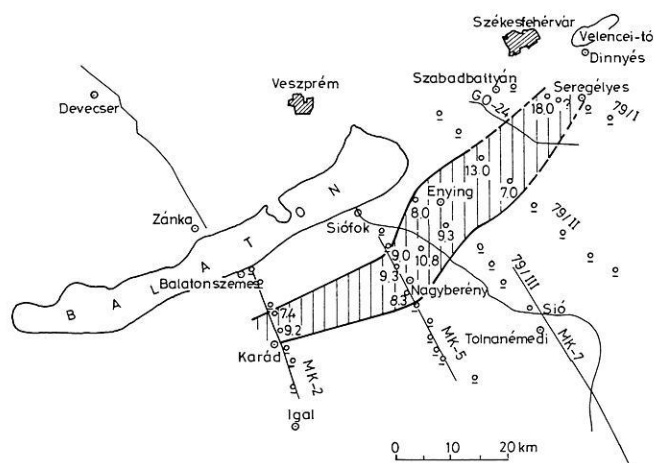 Székesfehérvár
Velencei-tó
Dinnyés
Szabadbattyán
Seregélyes
Veszprém
Devecser
GO-24
18.0
?
79/I
13.0
7.0
Enying
8.0
9.3
79/II
Zánka
Siófok
BALATON
9.0
10.8
9.3
Nagyberény
8.3
79/III
Balatonszemes
7.4
9.2
Sió
Karád
Tolnanémedi
MK-2
MK-5
MK-7
Igal
0 10 20 km